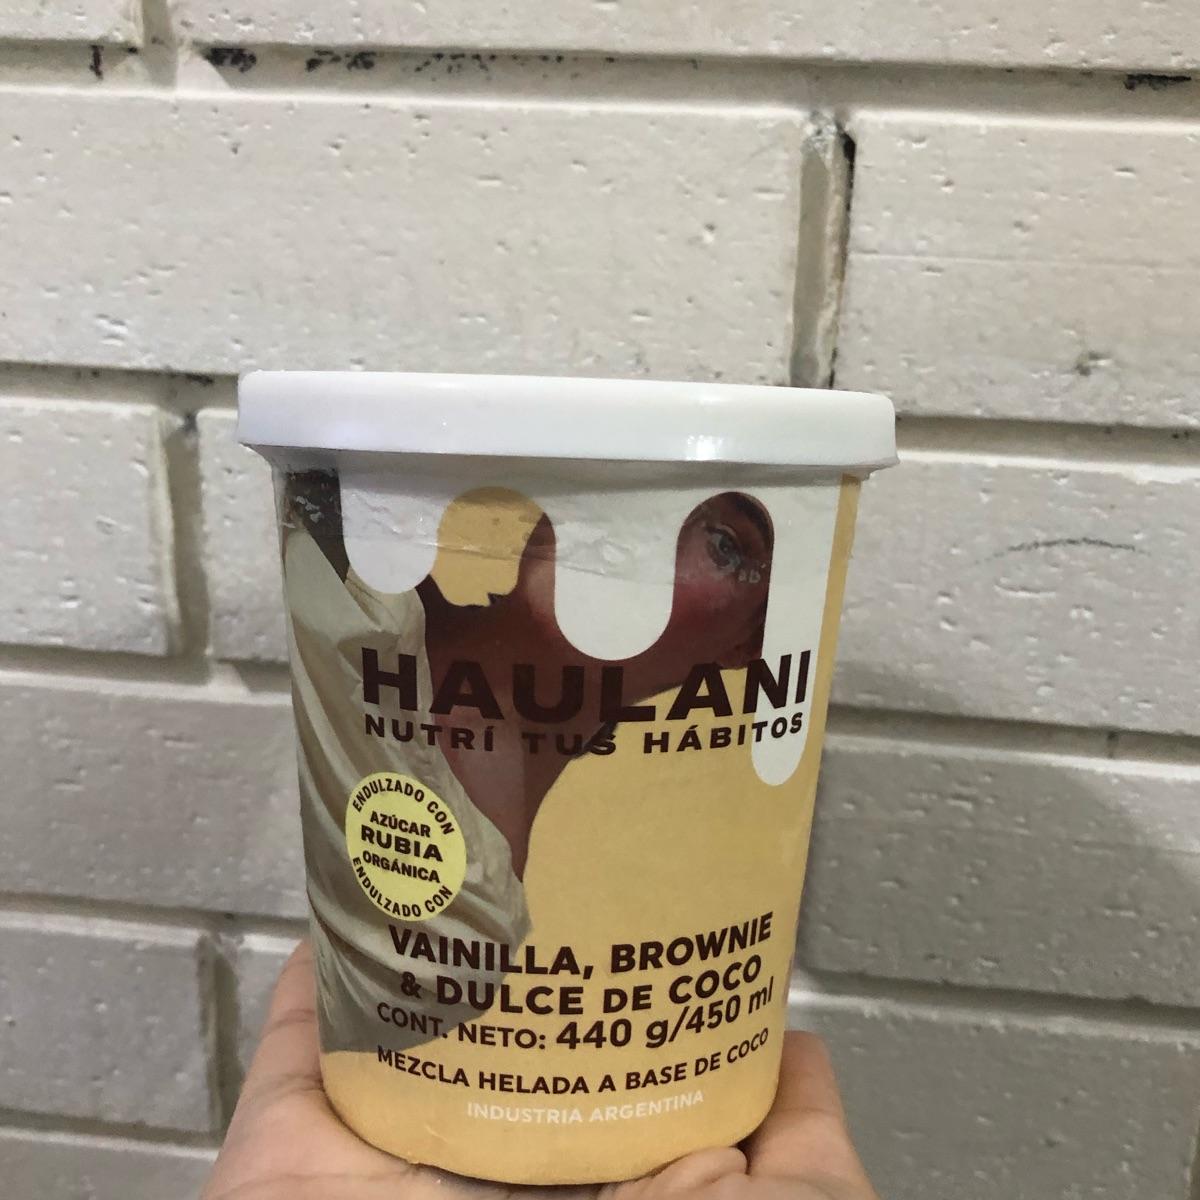 HAULANI
NUTRÍ TUS HÁBITOS
ENDULZADO CON
AZÚCAR
RUBIA
ORGÁNICA
ENDULZADO CON
VAINILLA, BROWNIE
& DULCE DE COCO
CONT. NETO: 440 g/450 ml
MEZCLA HELADA A BASE DE COCO
INDUSTRIA ARGENTINA